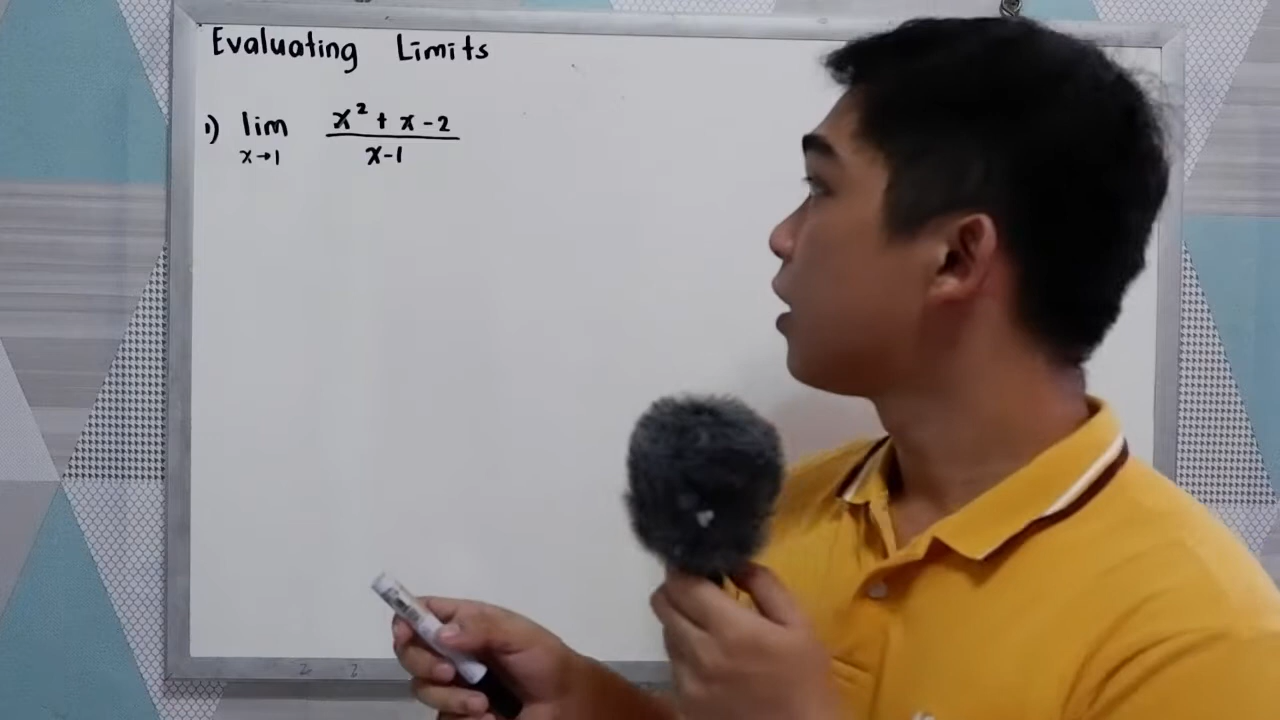 Evaluating Limits
1) lim x² + x - 2
x→1 x-1